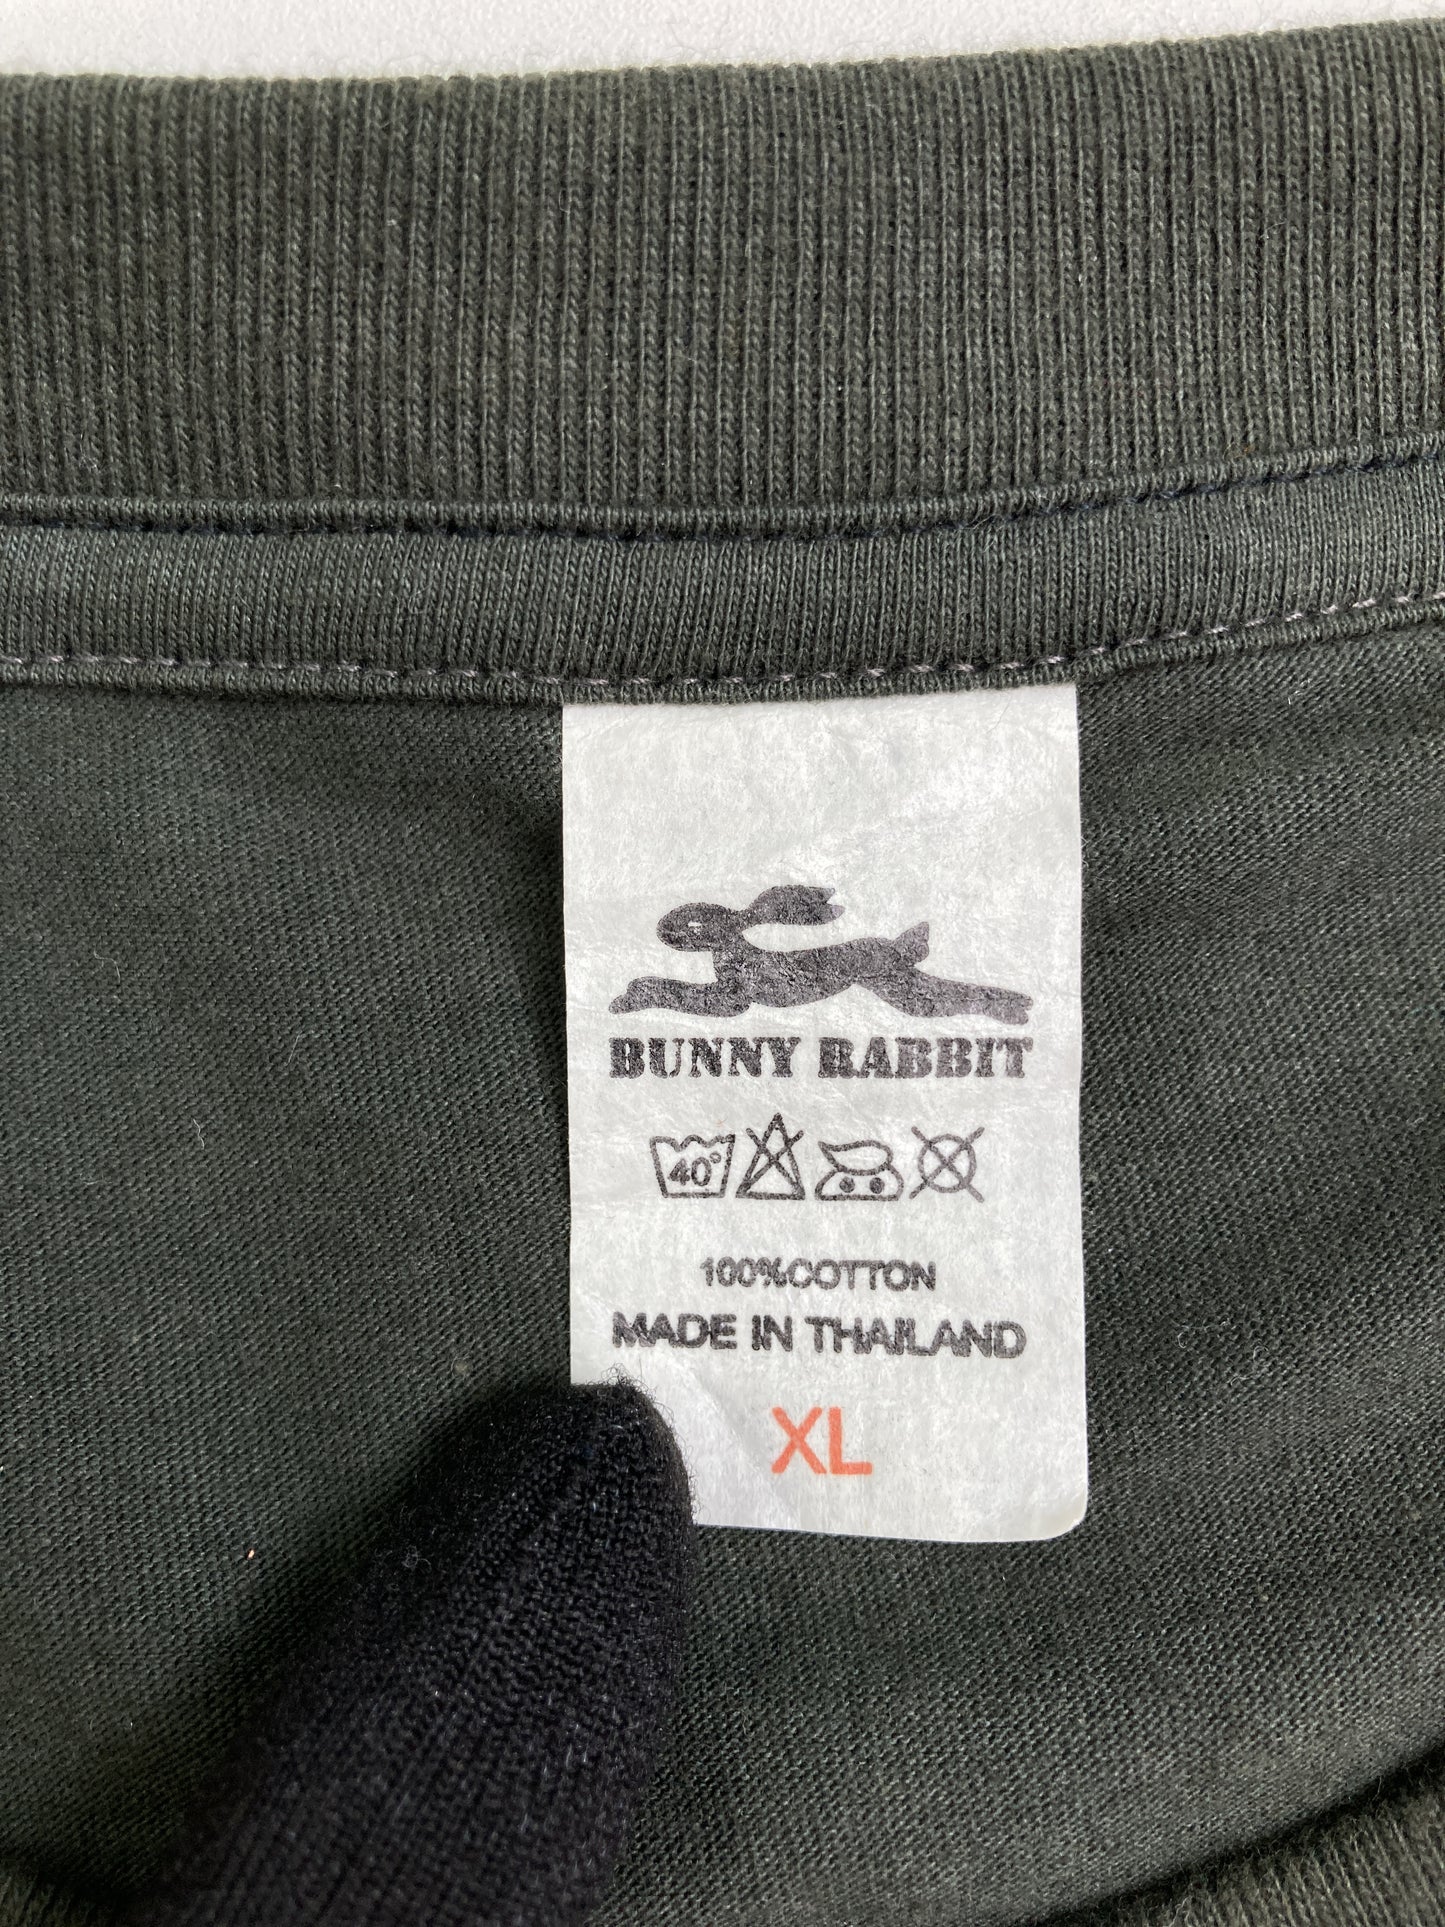 BUNNY RABBIT
40°
100%COTTON
MADE IN THAILAND
XL